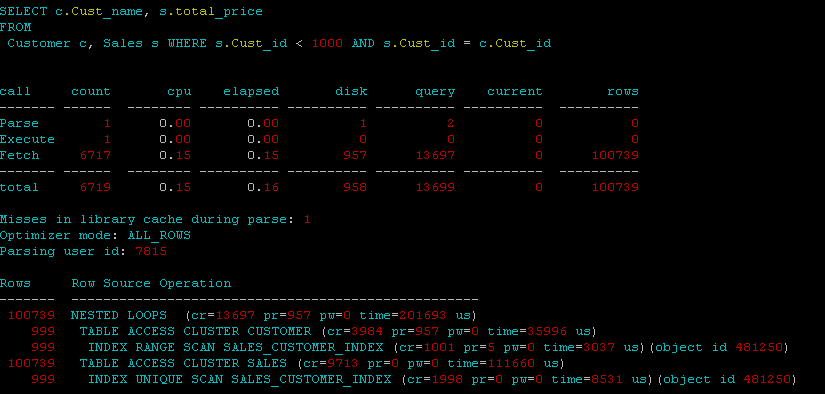 SELECT c.Cust_name, s.total_price
FROM
Customer c, Sales s WHERE s.Cust_id < 1000 AND s.Cust_id = c.Cust_id
call count cpu elapsed disk query current rows
------- ------ -------- ---------- ---------- ---------- ---------- ----------
Parse 1 0.00 0.00 1 2 0 0
Execute 1 0.00 0.00 0 0 0 0
Fetch 6717 0.15 0.15 957 13697 0 100739
------- ------ -------- ---------- ---------- ---------- ---------- ----------
total 6719 0.15 0.16 958 13699 0 100739
Misses in library cache during parse: 1
Optimizer mode: ALL_ROWS
Parsing user id: 7815
Rows Row Source Operation
------- ---------------------------------------------------
100739 NESTED LOOPS (cr=13697 pr=957 pw=0 time=201693 us)
999 TABLE ACCESS CLUSTER CUSTOMER (cr=3984 pr=957 pw=0 time=35996 us)
999 INDEX RANGE SCAN SALES_CUSTOMER_INDEX (cr=1001 pr=5 pw=0 time=3037 us)(object id 481250)
100739 TABLE ACCESS CLUSTER SALES (cr=9713 pr=0 pw=0 time=111660 us)
999 INDEX UNIQUE SCAN SALES_CUSTOMER_INDEX (cr=1998 pr=0 pw=0 time=8531 us)(object id 481250)